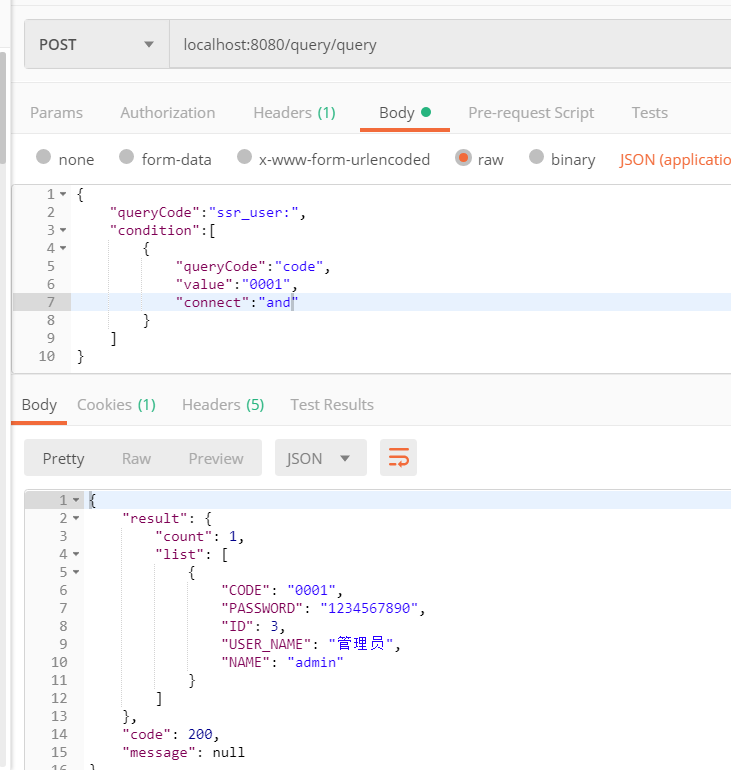 POST localhost:8080/query/query
Params Authorization Headers (1) Body Pre-request Script Tests
none form-data x-www-form-urlencoded raw binary JSON (applicatio
1 {
2 "queryCode":"ssr_user:",
3 "condition":[
4 {
5 "queryCode":"code",
6 "value":"0001",
7 "connect":"and"
8 }
9 ]
10 }
Body Cookies (1) Headers (5) Test Results
Pretty Raw Preview JSON
1 {
2 "result": {
3 "count": 1,
4 "list": [
5 {
6 "CODE": "0001",
7 "PASSWORD": "1234567890",
8 "ID": 3,
9 "USER_NAME": "管理员",
10 "NAME": "admin"
11 }
12 ]
13 },
14 "code": 200,
15 "message": null
16 }